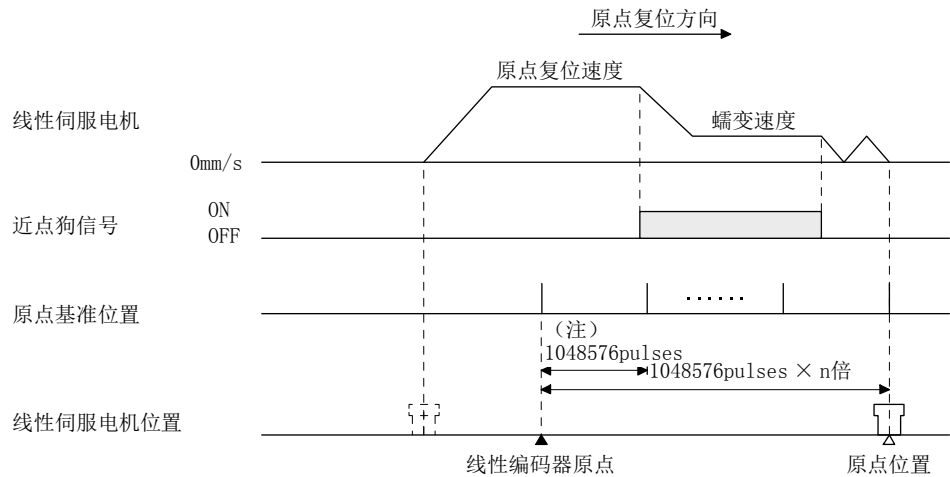 原点复位方向
原点复位速度
线性伺服电机
蠕变速度
0mm/s
ON
近点狗信号
OFF
原点基准位置
（注）
1048576pulses
1048576pulses × n倍
线性伺服电机位置
线性编码器原点
原点位置